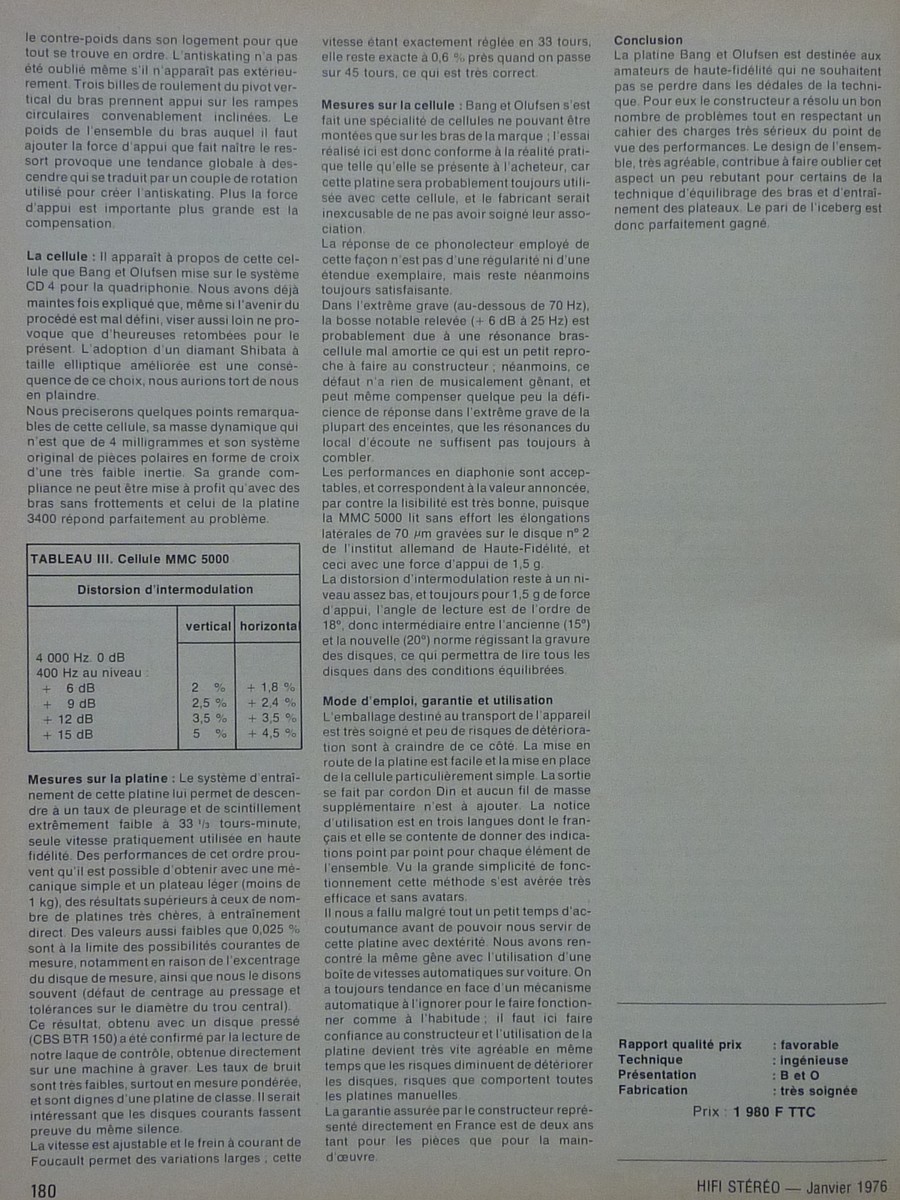 le contre-poids dans son logement pour que
tout se trouve en ordre. L'antiskating n'a pas
été oublié même s'il n'apparaît pas extérieu-
rement. Trois billes de roulement du pivot ver-
tical du bras prennent appui sur les rampes
circulaires convenablement inclinées. Le
poids de l'ensemble du bras auquel il faut
ajouter la force d'appui que fait naître le res-
sort provoque une tendance globale à des-
cendre qui se traduit par un couple de rotation
utilisé pour créer l'antiskating. Plus la force
d'appui est importante plus grande est la
compensation.
La cellule : Il apparaît à propos de cette cel-
lule que Bang et Olufsen mise sur le système
CD 4 pour la quadriphonie. Nous avons déjà
maintes fois expliqué que, même si l'avenir du
procédé est mal défini, viser aussi loin ne pro-
voque que d'heureuses retombées pour le
présent. L'adoption d'un diamant Shibata à
taille elliptique améliorée est une consé-
quence de ce choix, nous aurions tort de nous
en plaindre.
Nous preciserons quelques points remarqua-
bles de cette cellule, sa masse dynamique qui
n'est que de 4 milligrammes et son système
original de pièces polaires en forme de croix
d'une très faible inertie. Sa grande com-
pliance ne peut être mise à profit qu'avec des
bras sans frottements et celui de la platine
3400 répond parfaitement au problème.
TABLEAU III. Cellule MMC 5000
Distorsion d'intermodulation
vertical horizontal
4 000 Hz. 0 dB
400 Hz au niveau :
+ 6 dB 2 % + 1,8 %
+ 9 dB 2,5 % + 2,4 %
+ 12 dB 3,5 % + 3,5 %
+ 15 dB 5 % + 4,5 %
Mesures sur la platine : Le système d'entraî-
nement de cette platine lui permet de descen-
dre à un taux de pleurage et de scintillement
extrêmement faible à 33 1/3 tours-minute,
seule vitesse pratiquement utilisée en haute
fidélité. Des performances de cet ordre prou-
vent qu'il est possible d'obtenir avec une mé-
canique simple et un plateau léger (moins de
1 kg), des résultats supérieurs à ceux de nom-
bre de platines très chères, à entraînement
direct. Des valeurs aussi faibles que 0,025 %
sont à la limite des possibilités courantes de
mesure, notamment en raison de l'excentrage
du disque de mesure, ainsi que nous le disons
souvent (défaut de centrage au pressage et
tolérances sur le diamètre du trou central).
Ce résultat, obtenu avec un disque pressé
(CBS BTR 150) a été confirmé par la lecture de
notre laque de contrôle, obtenue directement
sur une machine à graver. Les taux de bruit
sont très faibles, surtout en mesure pondérée,
et sont dignes d'une platine de classe. Il serait
intéressant que les disques courants fassent
preuve du même silence.
La vitesse est ajustable et le frein à courant de
Foucault permet des variations larges ; cette
vitesse étant exactement réglée en 33 tours,
elle reste exacte à 0,6 % près quand on passe
sur 45 tours, ce qui est très correct.
Mesures sur la cellule : Bang et Olufsen s'est
fait une spécialité de cellules ne pouvant être
montées que sur les bras de la marque ; l'essai
réalisé ici est donc conforme à la réalité prati-
que telle qu'elle se présente à l'acheteur, car
cette platine sera probablement toujours utili-
sée avec cette cellule, et le fabricant serait
inexcusable de ne pas avoir soigné leur asso-
ciation.
La réponse de ce phonolecteur employé de
cette façon n'est pas d'une régularité ni d'une
étendue exemplaire, mais reste néanmoins
toujours satisfaisante.
Dans l'extrême grave (au-dessous de 70 Hz),
la bosse notable relevée (+ 6 dB à 25 Hz) est
probablement due à une résonance bras-
cellule mal amortie ce qui est un petit repro-
che à faire au constructeur ; néanmoins, ce
défaut n'a rien de musicalement gênant, et
peut même compenser quelque peu la défi-
cience de réponse dans l'extrême grave de la
plupart des enceintes, que les résonances du
local d'écoute ne suffisent pas toujours à
combler.
Les performances en diaphonie sont accep-
tables, et correspondent à la valeur annoncée,
par contre la lisibilité est très bonne, puisque
la MMC 5000 lit sans effort les élongations
latérales de 70 µm gravées sur le disque n° 2
de l'institut allemand de Haute-Fidélité, et
ceci avec une force d'appui de 1,5 g.
La distorsion d'intermodulation reste à un ni-
veau assez bas, et toujours pour 1,5 g de force
d'appui, l'angle de lecture est de l'ordre de
18°, donc intermédiaire entre l'ancienne (15°)
et la nouvelle (20°) norme régissant la gravure
des disques, ce qui permettra de lire tous les
disques dans des conditions équilibrées.
Mode d'emploi, garantie et utilisation
L'emballage destiné au transport de l'appareil
est très soigné et peu de risques de détériora-
tion sont à craindre de ce côté. La mise en
route de la platine est facile et la mise en place
de la cellule particulièrement simple. La sortie
se fait par cordon Din et aucun fil de masse
supplémentaire n'est à ajouter. La notice
d'utilisation est en trois langues dont le fran-
çais et elle se contente de donner des indica-
tions point par point pour chaque élément de
l'ensemble. Vu la grande simplicité de fonc-
tionnement cette méthode s'est avérée très
efficace et sans avatars.
Il nous a fallu malgré tout un petit temps d'ac-
coutumance avant de pouvoir nous servir de
cette platine avec dextérité. Nous avons ren-
contré la même gêne avec l'utilisation d'une
boîte de vitesses automatiques sur voiture. On
a toujours tendance en face d'un mécanisme
automatique à l'ignorer pour le faire fonction-
ner comme à l'habitude ; il faut ici faire
confiance au constructeur et l'utilisation de la
platine devient très vite agréable en même
temps que les risques diminuent de détériorer
les disques, risques que comportent toutes
les platines manuelles.
La garantie assurée par le constructeur repré-
senté directement en France est de deux ans
tant pour les pièces que pour la main-
d'œuvre.
Conclusion
La platine Bang et Olufsen est destinée aux
amateurs de haute-fidélité qui ne souhaitent
pas se perdre dans les dédales de la techni-
que. Pour eux le constructeur a résolu un bon
nombre de problèmes tout en respectant un
cahier des charges très sérieux du point de
vue des performances. Le design de l'ensem-
ble, très agréable, contribue à faire oublier cet
aspect un peu rebutant pour certains de la
technique d'équilibrage des bras et d'entraî-
nement des plateaux. Le pari de l'iceberg est
donc parfaitement gagné.
Rapport qualité prix : favorable
Technique : ingénieuse
Présentation : B et O
Fabrication : très soignée
Prix : 1 980 F TTC
180
HIFI STÉRÉO — Janvier 1976